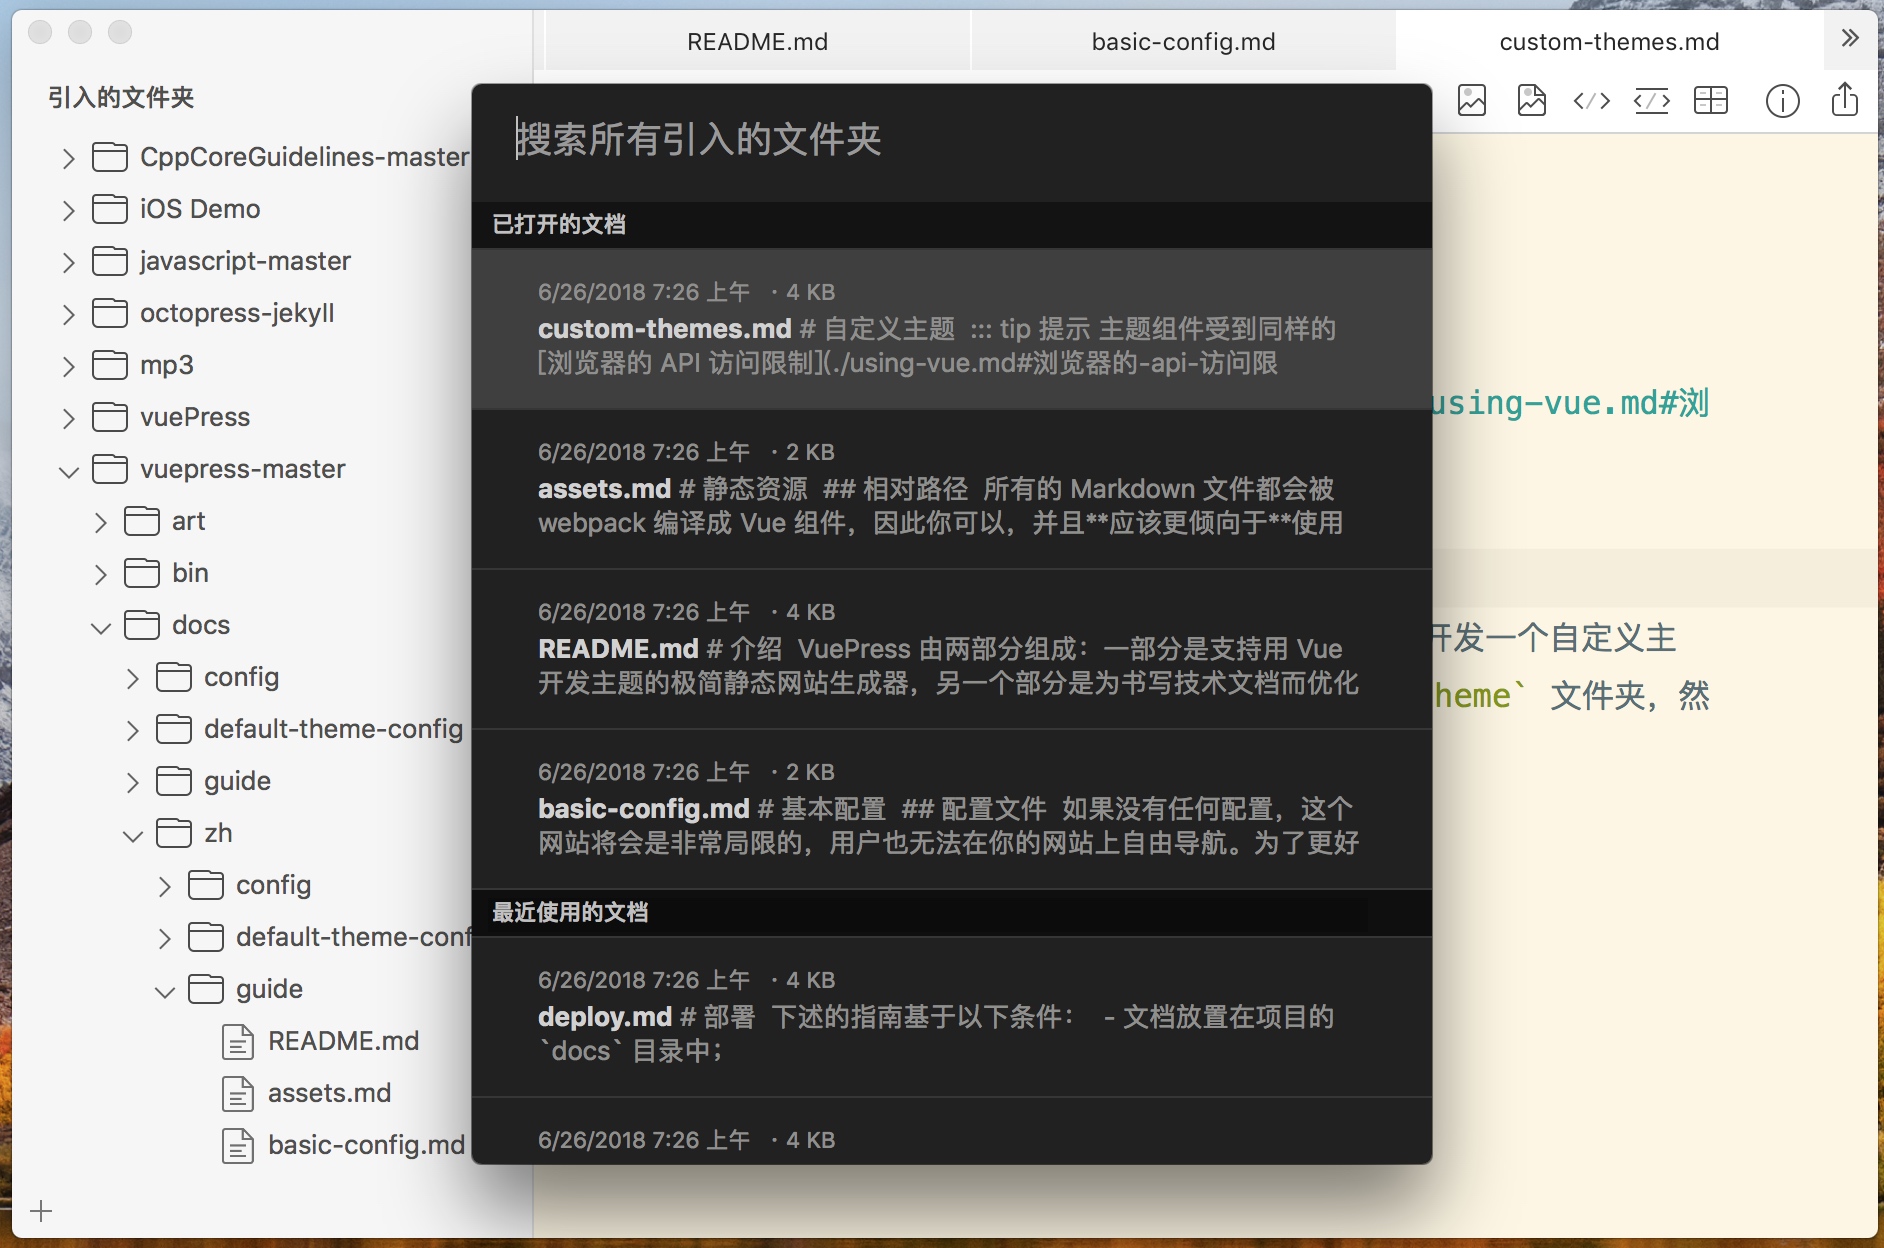 README.md
basic-config.md
custom-themes.md
引入的文件夹
CppCoreGuidelines-master
iOS Demo
javascript-master
octopress-jekyll
mp3
vuePress
vuepress-master
art
bin
docs
config
default-theme-config
guide
zh
config
default-theme-conf
guide
README.md
assets.md
basic-config.md
搜索所有引入的文件夹
已打开的文档
6/26/2018 7:26 上午 · 4 KB
custom-themes.md # 自定义主题 ::: tip 提示 主题组件受到同样的
[浏览器的 API 访问限制](./using-vue.md#浏览器的-api-访问限
6/26/2018 7:26 上午 · 2 KB
assets.md # 静态资源 ## 相对路径 所有的 Markdown 文件都会被
webpack 编译成 Vue 组件，因此你可以，并且**应该更倾向于**使用
6/26/2018 7:26 上午 · 4 KB
README.md # 介绍 VuePress 由两部分组成：一部分是支持用 Vue
开发主题的极简静态网站生成器，另一个部分是为书写技术文档而优化
6/26/2018 7:26 上午 · 2 KB
basic-config.md # 基本配置 ## 配置文件 如果没有任何配置，这个
网站将会是非常局限的，用户也无法在你的网站上自由导航。为了更好
最近使用的文档
6/26/2018 7:26 上午 · 4 KB
deploy.md # 部署 下述的指南基于以下条件： - 文档放置在项目的
`docs` 目录中；
6/26/2018 7:26 上午 · 4 KB
using-vue.md#浏
开发一个自定义主
heme` 文件夹，然